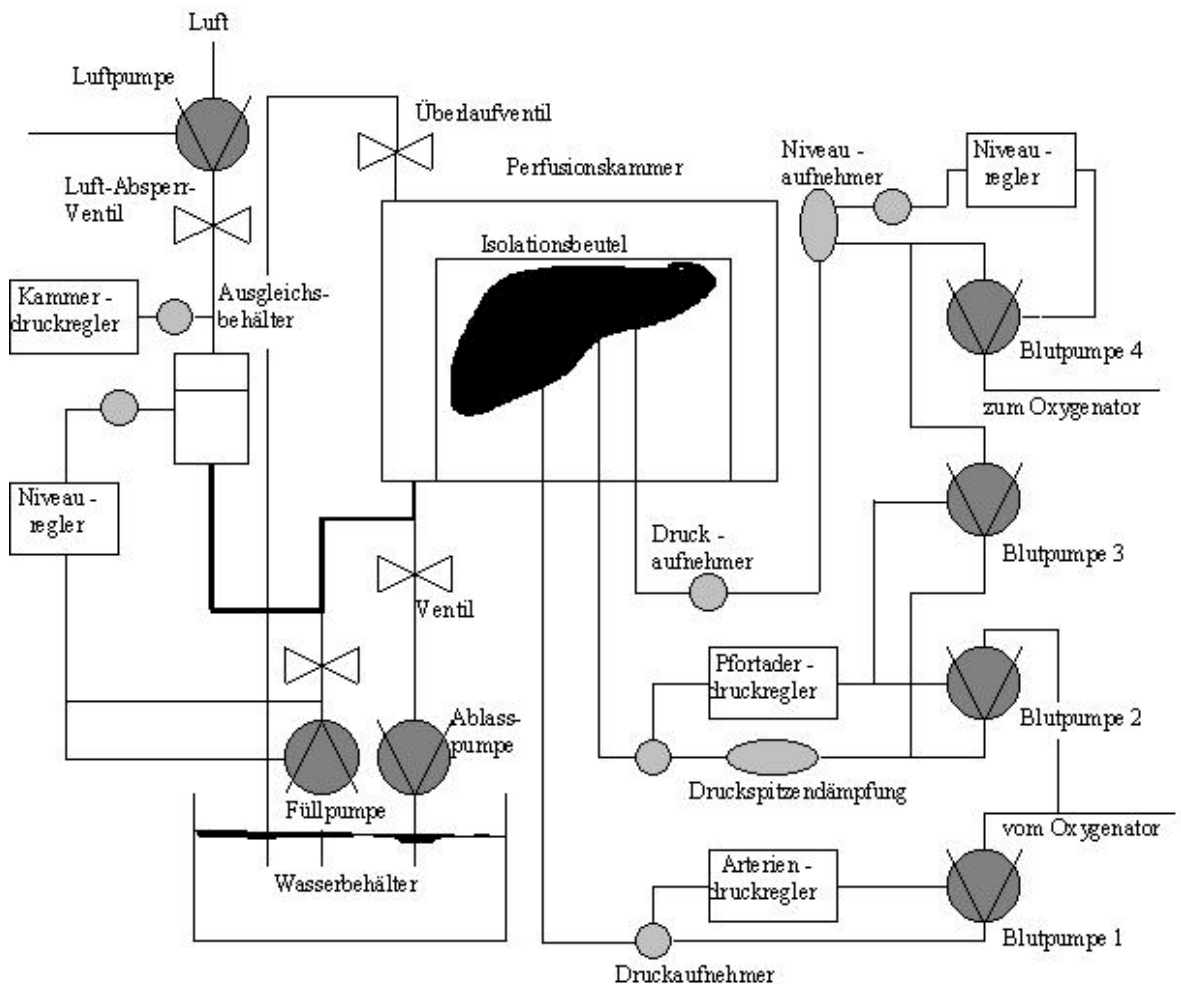 Luft
Luftpumpe
Überlaufventil
Perfusionskammer
Niveau -
aufnehmer
Niveau -
regler
Luft-Absperr-
Ventil
Isolationsbeutel
Kammer -
druckregler
Ausgleichs-
behälter
Blutpumpe 4
zum Oxygenator
Niveau -
regler
Druck -
aufnehmer
Blutpumpe 3
Ventil
Pfortader -
druckregler
Blutpumpe 2
Ablass-
pumpe
Druckspitzendämpfung
Füllpumpe
vom Oxygenator
Wasserbehälter
Arterien -
druckregler
Blutpumpe 1
Druckaufnehmer